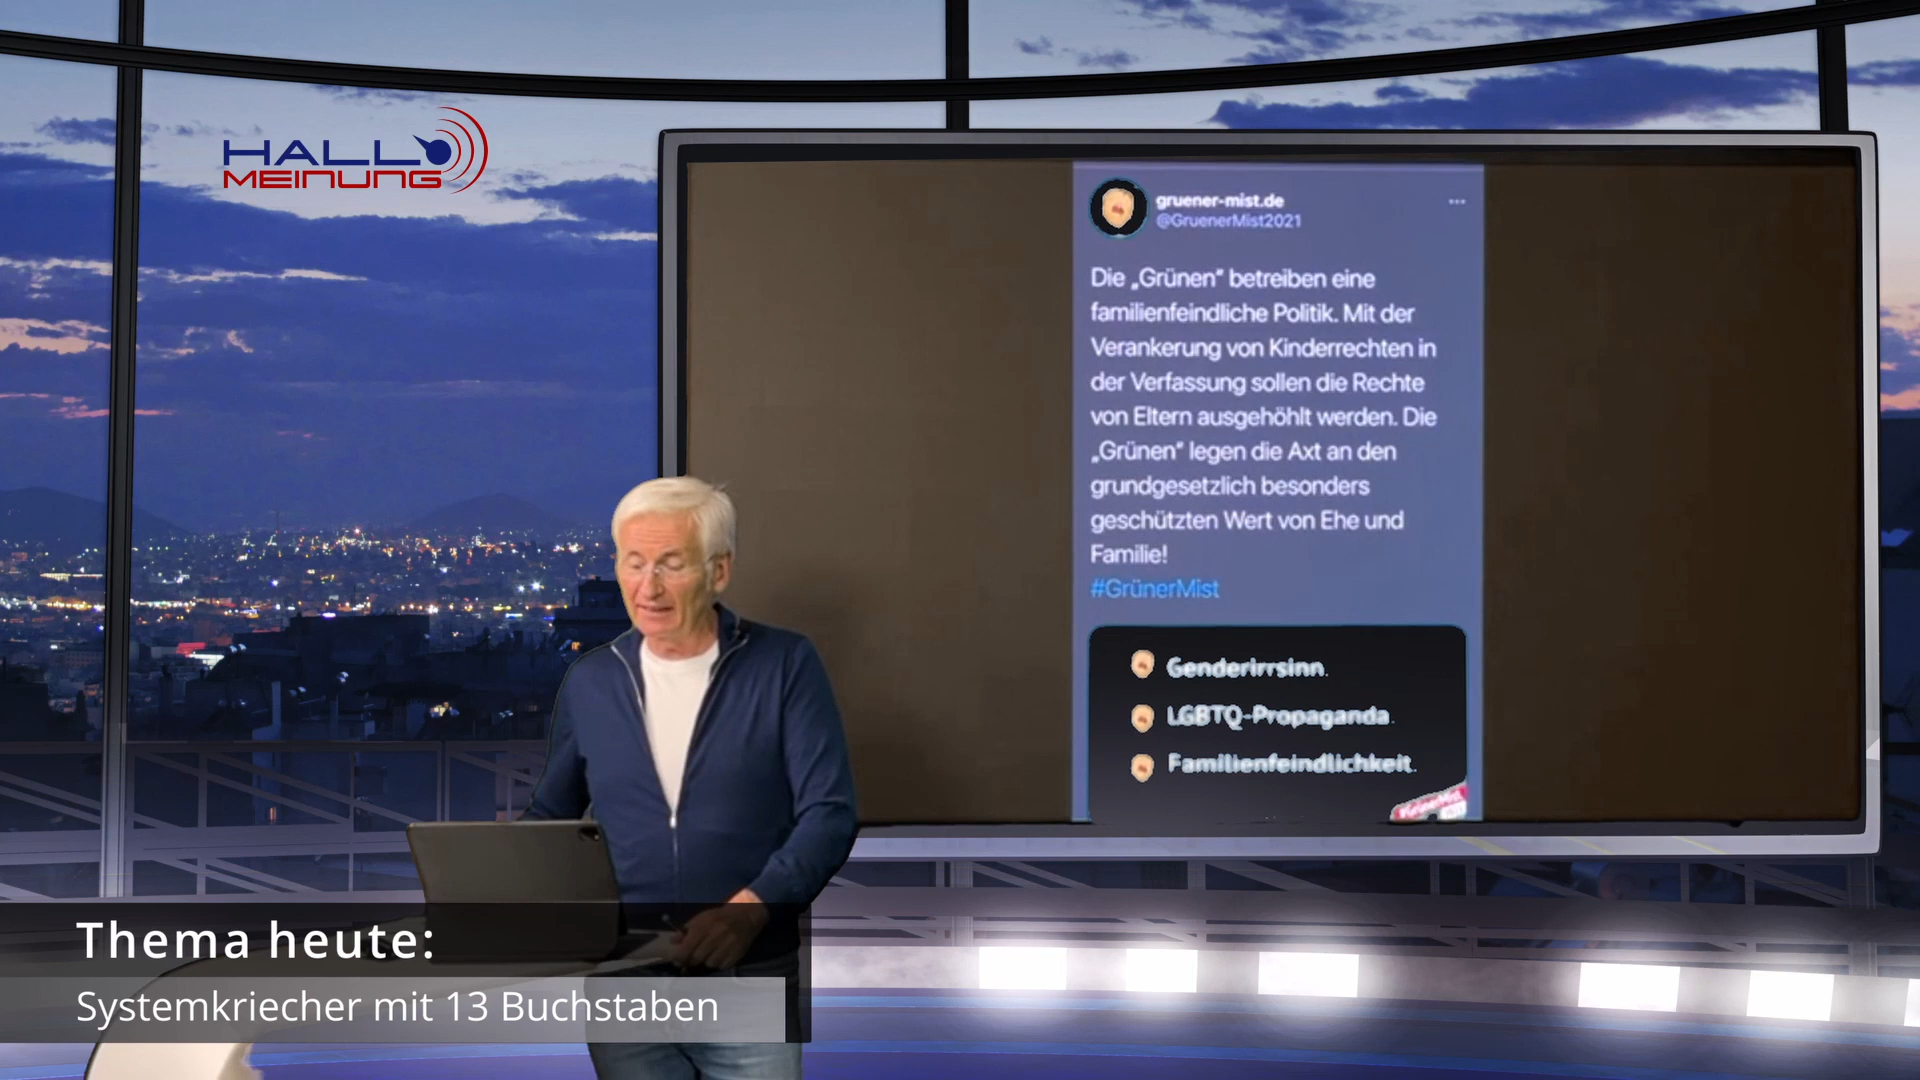 HALLO
MEINUNG
gruener-mist.de
@GruenerMist2021
Die „Grünen“ betreiben eine
familienfeindliche Politik. Mit der
Verankerung von Kinderrechten in
der Verfassung sollen die Rechte
von Eltern ausgehöhlt werden. Die
„Grünen“ legen die Axt an den
grundgesetzlich besonders
geschützten Wert von Ehe und
Familie!
#GrünerMist
Genderirrsinn.
LGBTQ-Propaganda.
Familienfeindlichkeit.
#GrünerMist
Thema heute:
Systemkriecher mit 13 Buchstaben